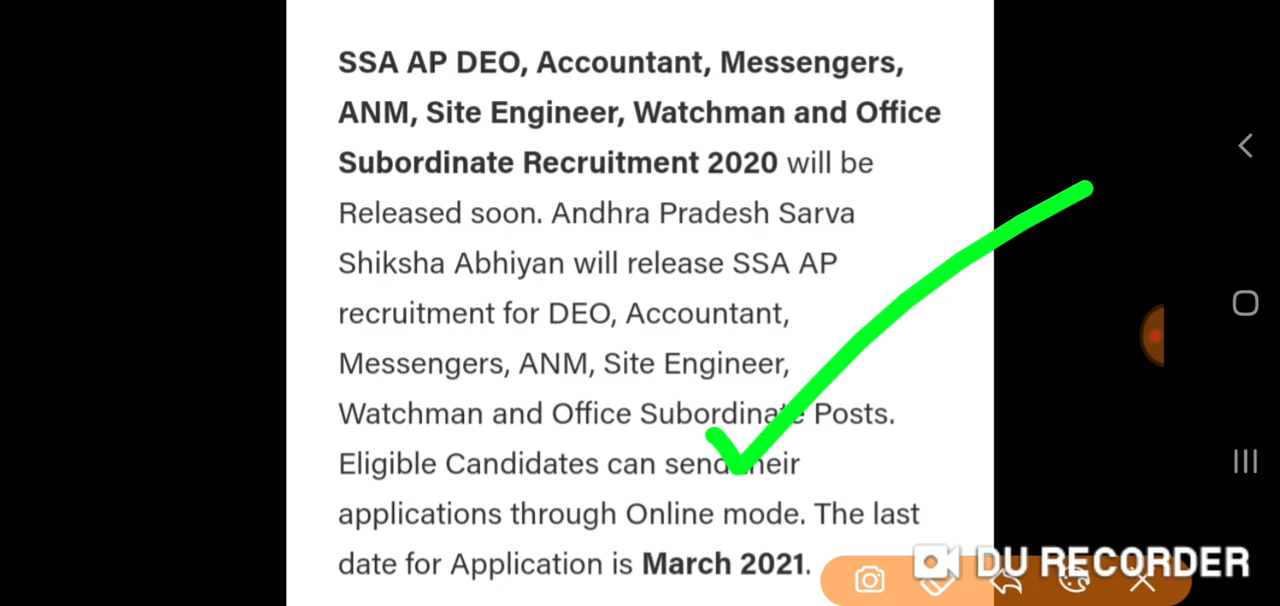 SSA AP DEO, Accountant, Messengers,
ANM, Site Engineer, Watchman and Office
Subordinate Recruitment 2020 will be
Released soon. Andhra Pradesh Sarva
Shiksha Abhiyan will release SSA AP
recruitment for DEO, Accountant,
Messengers, ANM, Site Engineer,
Watchman and Office Subordinate Posts.
Eligible Candidates can send their
applications through Online mode. The last
date for Application is March 2021.
DU RECORDER